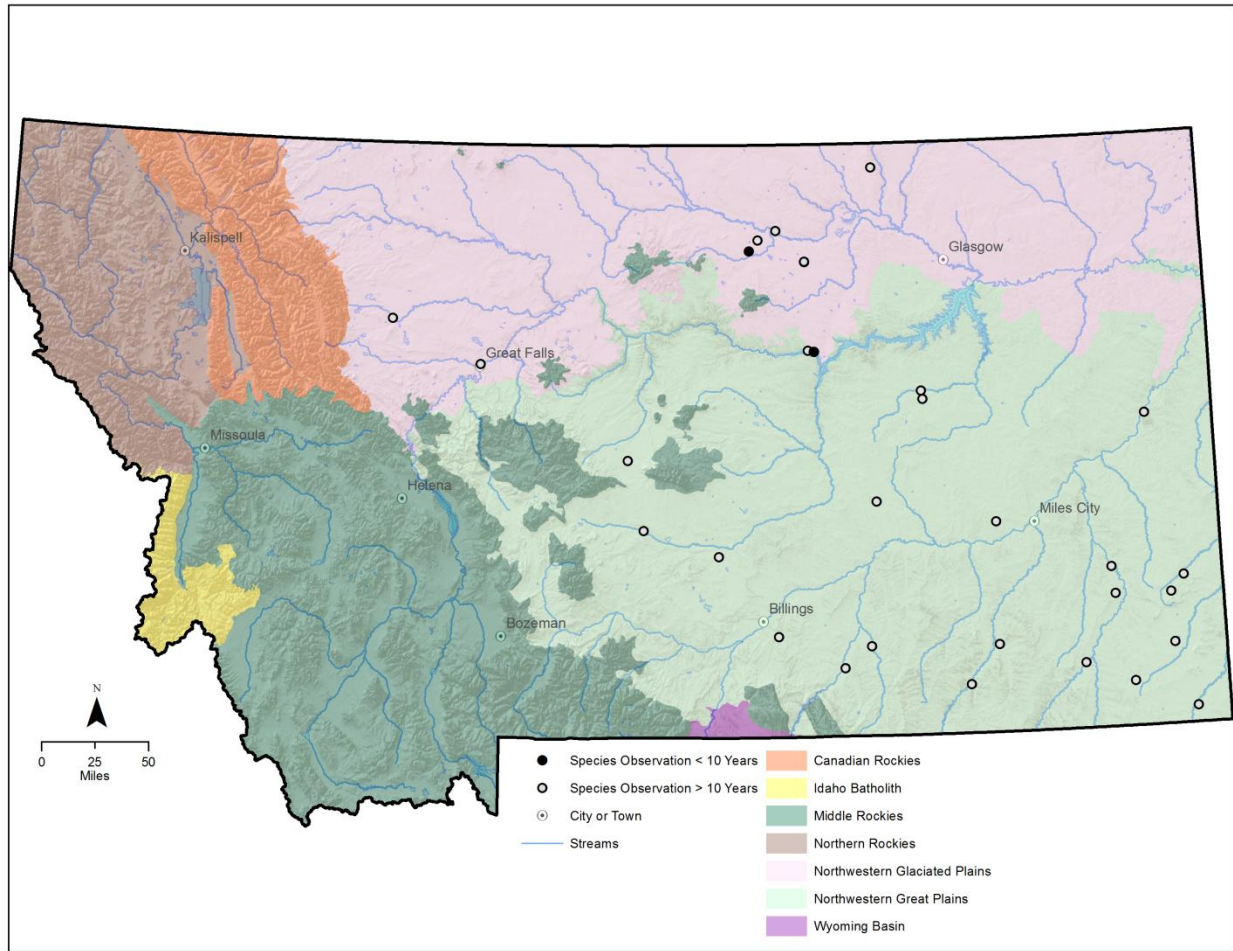 Kalispell
Glasgow
Great Falls
Missoula
Helena
Miles City
Billings
Bozeman
N
0 25 50
Miles
Species Observation < 10 Years
Species Observation > 10 Years
City or Town
Streams
Canadian Rockies
Idaho Batholith
Middle Rockies
Northern Rockies
Northwestern Glaciated Plains
Northwestern Great Plains
Wyoming Basin